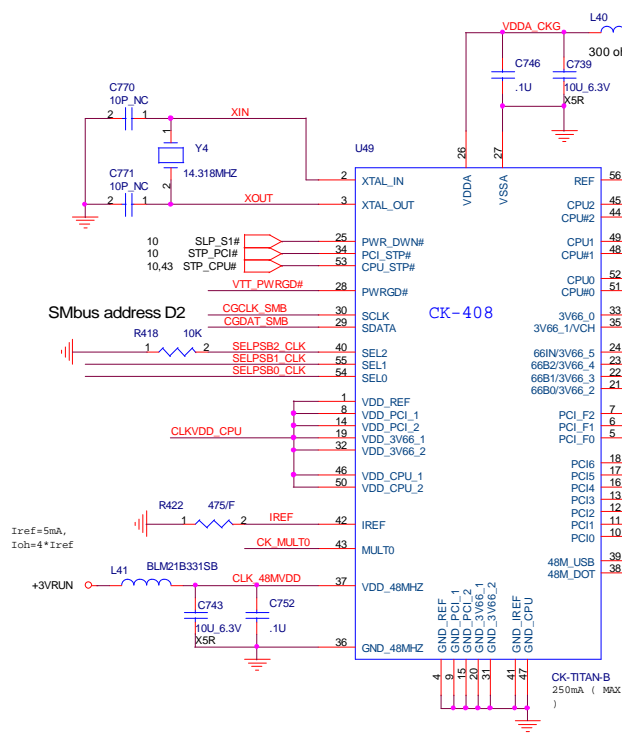 L40
VDDA_CKG
300 o
C746
.1U
C739
10U_6.3V
X5R
C770
10P_NC
2 1
XIN
1
Y4
14.318MHZ
2
C771
10P_NC
2 1
XOUT
U49
26
27
VDDA
VSSA
2 XTAL_IN
3 XTAL_OUT
10 SLP_S1# 25 PWR_DWN#
10 STP_PCI# 34 PCI_STP#
10,43 STP_CPU# 53 CPU_STP#
VTT_PWRGD# 28 PWRGD#
SMbus address D2
CGCLK_SMB 30 SCLK
CGDAT_SMB 29 SDATA
CK-408
R418 10K
1 2
SELPSB2_CLK 40 SEL2
SELPSB1_CLK 55 SEL1
SELPSB0_CLK 54 SEL0
1 VDD_REF
8 VDD_PCI_1
14 VDD_PCI_2
CLKVDD_CPU 19 VDD_3V66_1
32 VDD_3V66_2
46 VDD_CPU_1
50 VDD_CPU_2
R422 475/F
1 2
IREF 42 IREF
Iref=5mA,
Ioh=4*Iref
CK_MULT0 43 MULT0
+3VRUN
L41
BLM21B331SB
CLK_48MVDD 37 VDD_48MHZ
C743
10U_6.3V
X5R
C752
.1U
36 GND_48MHZ
REF 56
CPU2 45
CPU#2 44
CPU1 49
CPU#1 48
CPU0 52
CPU#0 51
3V66_0 33
3V66_1/VCH 35
66IN/3V66_5 24
66B2/3V66_4 23
66B1/3V66_3 22
66B0/3V66_2 21
PCI_F2 7
PCI_F1 6
PCI_F0 5
PCI6 18
PCI5 17
PCI4 16
PCI3 13
PCI2 12
PCI1 11
PCI0 10
48M_USB 39
48M_DOT 38
GND_REF
GND_PCI_1
GND_PCI_2
GND_3V66_1
GND_3V66_2
GND_IREF
GND_CPU
4
9
15
20
31
41
47
CK-TITAN-B
250mA ( MAX
)